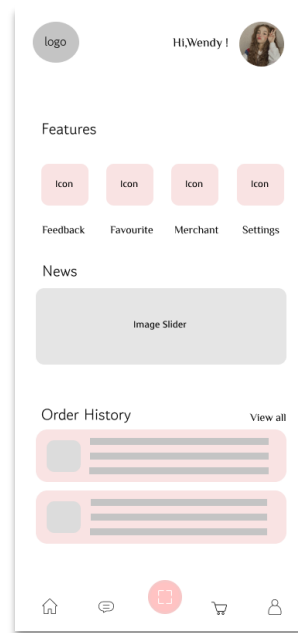 logo
Hi,Wendy !
Features
Icon Icon Icon Icon
Feedback Favourite Merchant Settings
News
Image Slider
Order History
View all